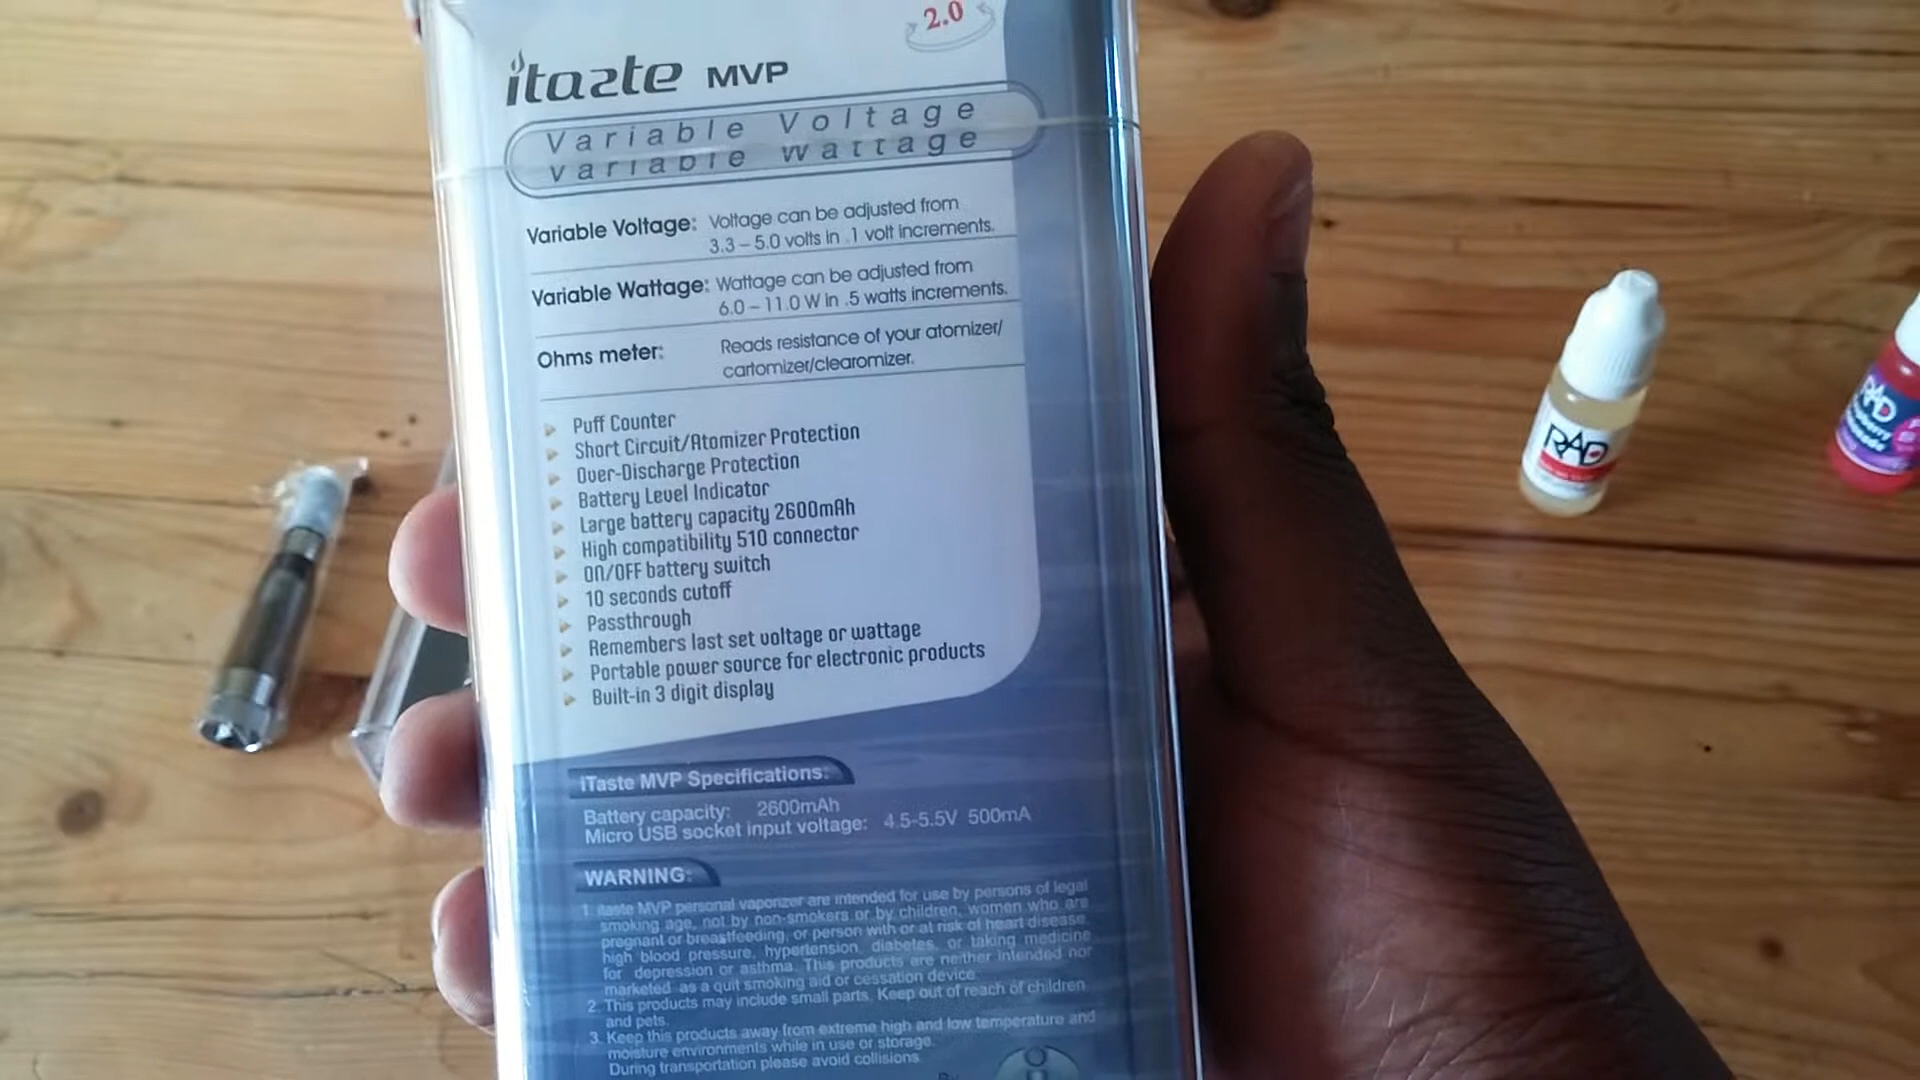 2.0
itaste MVP
Variable Voltage
Variable Wattage
Variable Voltage: Voltage can be adjusted from
3.3 – 5.0 volts in .1 volt increments.
Variable Wattage: Wattage can be adjusted from
6.0 – 11.0 W in .5 watts increments.
Ohms meter: Reads resistance of your atomizer/
cartomizer/clearomizer.
Puff Counter
Short Circuit/Atomizer Protection
Over-Discharge Protection
Battery Level Indicator
Large battery capacity 2600mAh
High compatibility 510 connector
ON/OFF battery switch
10 seconds cutoff
Passthrough
Remembers last set voltage or wattage
Portable power source for electronic products
Built-in 3 digit display
iTaste MVP Specifications:
Battery capacity: 2600mAh
Micro USB socket input voltage: 4.5-5.5V 500mA
WARNING:
1. itaste MVP personal vaporizer are intended for use by persons of legal
smoking age, not by non-smokers or by children, women who are
pregnant or breastfeeding, or person with or at risk of heart disease,
high blood pressure, hypertension, diabetes, or taking medicine
for depression or asthma. This products are neither intended nor
marketed as a quit smoking aid or cessation device.
2. This products may include small parts. Keep out of reach of children
and pets.
3. Keep this products away from extreme high and low temperature and
moisture environments while in use or storage.
During transportation please avoid collisions.
By
RAD
RAD